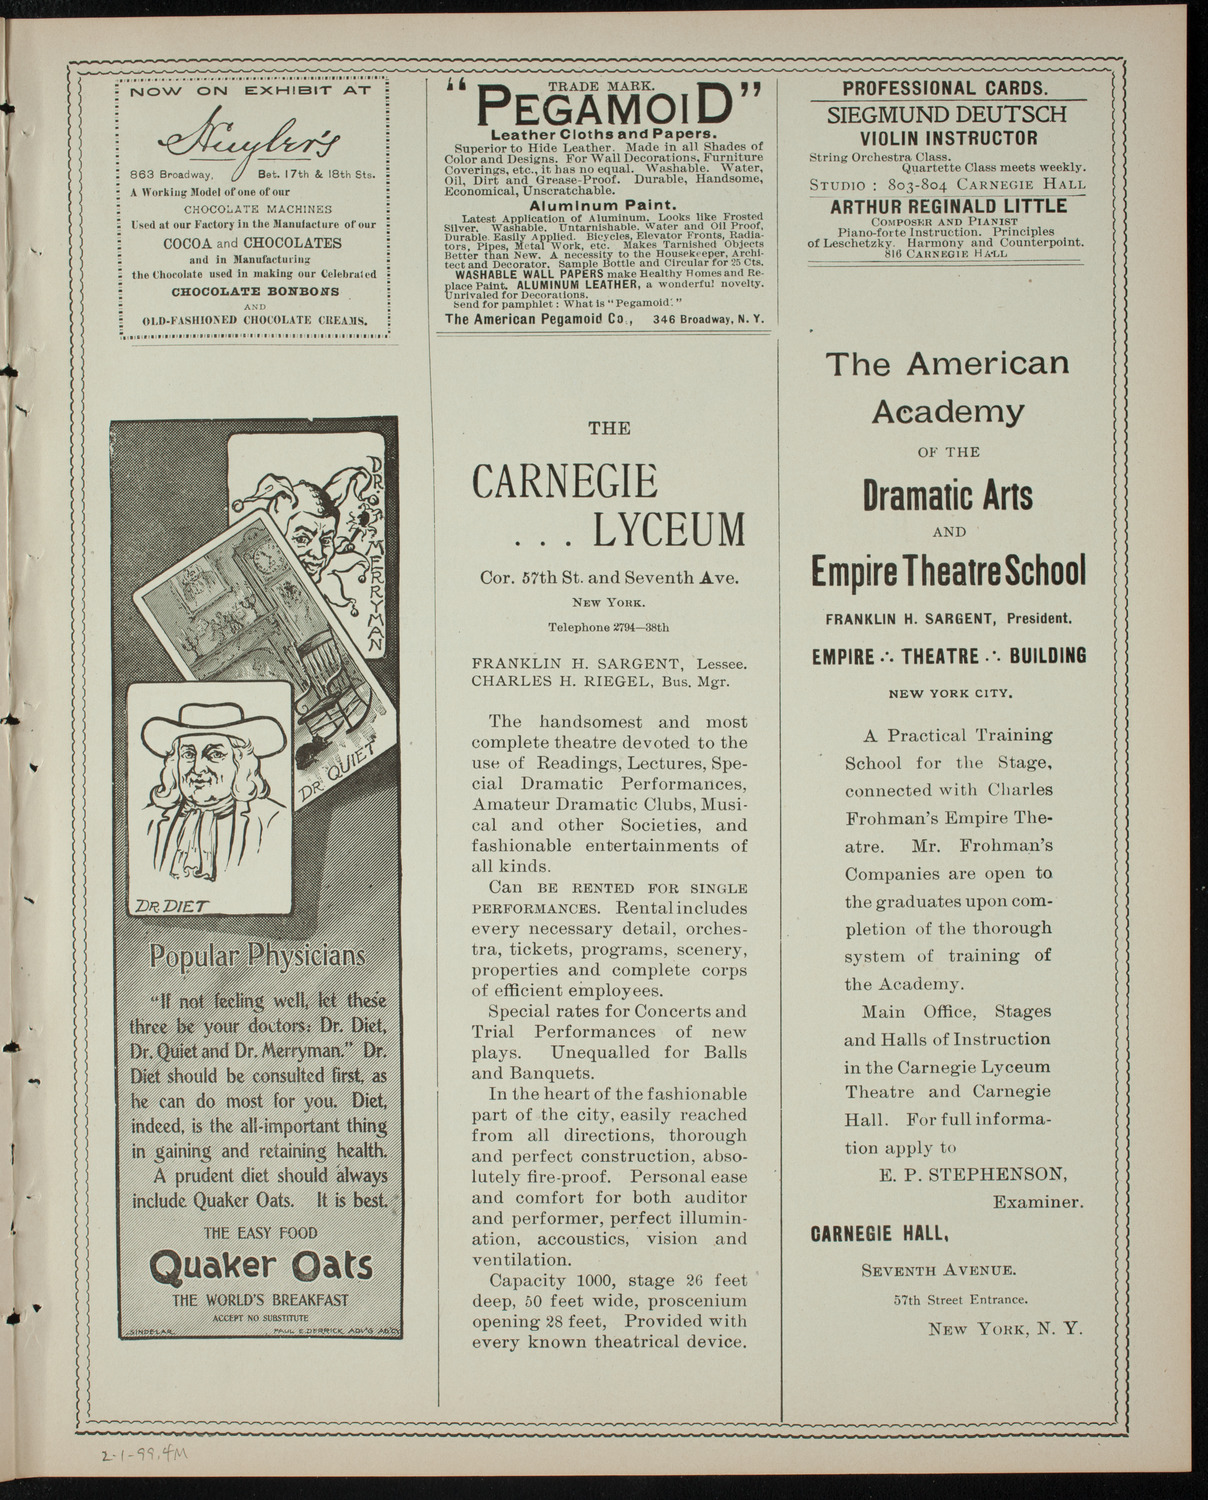 NOW ON EXHIBIT AT
Huyler's
863 Broadway, Bet. 17th & 18th Sts.
A Working Model of one of our
CHOCOLATE MACHINES
Used at our Factory in the Manufacture of our
COCOA and CHOCOLATES
and in Manufacturing
the Chocolate used in making our Celebrated
CHOCOLATE BONBONS
AND
OLD-FASHIONED CHOCOLATE CREAMS.
DR. MERRYMAN
DR QUIET
DR DIET
Popular Physicians
"If not feeling well, let these
three be your doctors: Dr. Diet,
Dr. Quiet and Dr. Merryman." Dr.
Diet should be consulted first, as
he can do most for you. Diet,
indeed, is the all-important thing
in gaining and retaining health.
A prudent diet should always
include Quaker Oats. It is best.
THE EASY FOOD
Quaker Oats
THE WORLD'S BREAKFAST
ACCEPT NO SUBSTITUTE
SINDELAR PAUL E. DERRICK ADV'G AG'CY
TRADE MARK.
"PEGAMOID"
Leather Cloths and Papers.
Superior to Hide Leather. Made in all Shades of
Color and Designs. For Wall Decorations, Furniture
Coverings, etc., it has no equal. Washable. Water,
Oil, Dirt and Grease-Proof. Durable, Handsome,
Economical, Unscratchable.
Aluminum Paint.
Latest Application of Aluminum. Looks like Frosted
Silver. Washable. Untarnishable. Water and Oil Proof,
Durable. Easily Applied. Bicycles, Elevator Fronts, Radia-
tors, Pipes, Metal Work, etc. Makes Tarnished Objects
Better than New. A necessity to the Housekeeper, Archi-
tect and Decorator. Sample Bottle and Circular for 25 Cts.
WASHABLE WALL PAPERS make Healthy Homes and Re-
place Paint. ALUMINUM LEATHER, a wonderful novelty.
Unrivaled for Decorations.
Send for pamphlet: What is "Pegamoid."
The American Pegamoid Co., 346 Broadway, N. Y.
THE
CARNEGIE
. . . LYCEUM
Cor. 57th St. and Seventh Ave.
NEW YORK.
Telephone 2794—38th
FRANKLIN H. SARGENT, Lessee.
CHARLES H. RIEGEL, Bus. Mgr.
The handsomest and most
complete theatre devoted to the
use of Readings, Lectures, Spe-
cial Dramatic Performances,
Amateur Dramatic Clubs, Musi-
cal and other Societies, and
fashionable entertainments of
all kinds.
Can BE RENTED FOR SINGLE
PERFORMANCES. Rental includes
every necessary detail, orches-
tra, tickets, programs, scenery,
properties and complete corps
of efficient employees.
Special rates for Concerts and
Trial Performances of new
plays. Unequalled for Balls
and Banquets.
In the heart of the fashionable
part of the city, easily reached
from all directions, thorough
and perfect construction, abso-
lutely fire-proof. Personal ease
and comfort for both auditor
and performer, perfect illumin-
ation, accoustics, vision and
ventilation.
Capacity 1000, stage 26 feet
deep, 50 feet wide, proscenium
opening 28 feet, Provided with
every known theatrical device.
PROFESSIONAL CARDS.
SIEGMUND DEUTSCH
VIOLIN INSTRUCTOR
String Orchestra Class.
Quartette Class meets weekly.
STUDIO : 803-804 CARNEGIE HALL
ARTHUR REGINALD LITTLE
COMPOSER AND PIANIST
Piano-forte Instruction. Principles
of Leschetzky. Harmony and Counterpoint.
816 CARNEGIE HALL
The American
Academy
OF THE
Dramatic Arts
AND
Empire Theatre School
FRANKLIN H. SARGENT, President.
EMPIRE ∴ THEATRE ∴ BUILDING
NEW YORK CITY.
A Practical Training
School for the Stage,
connected with Charles
Frohman's Empire The-
atre. Mr. Frohman's
Companies are open to
the graduates upon com-
pletion of the thorough
system of training of
the Academy.
Main Office, Stages
and Halls of Instruction
in the Carnegie Lyceum
Theatre and Carnegie
Hall. For full informa-
tion apply to
E. P. STEPHENSON,
Examiner.
CARNEGIE HALL,
SEVENTH AVENUE.
57th Street Entrance.
NEW YORK, N. Y.
2-1-99.4M